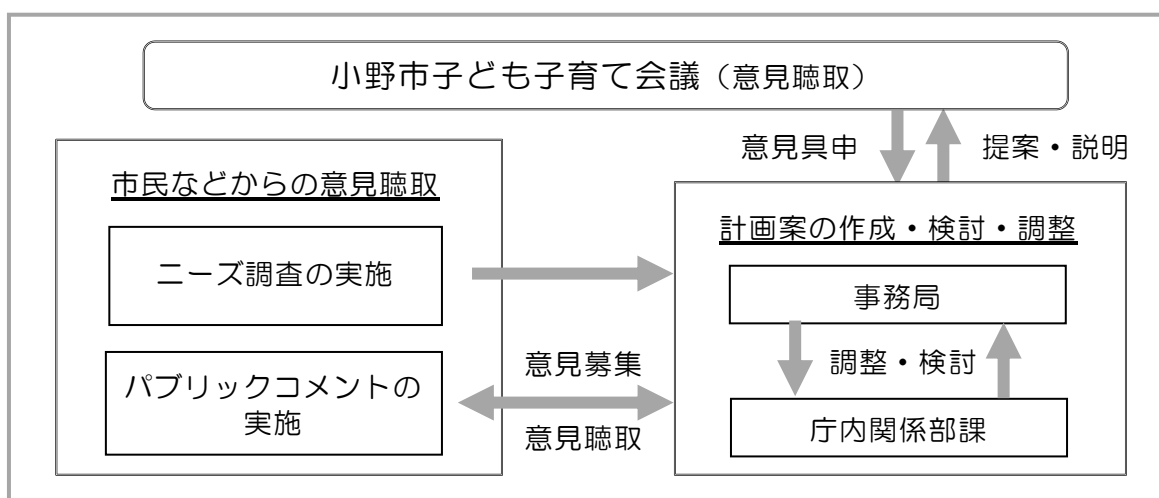 小野市子ども子育て会議（意見聴取）
意見具申
提案・説明
市民などからの意見聴取
ニーズ調査の実施
パブリックコメントの
実施
意見募集
意見聴取
計画案の作成・検討・調整
事務局
調整・検討
庁内関係部課